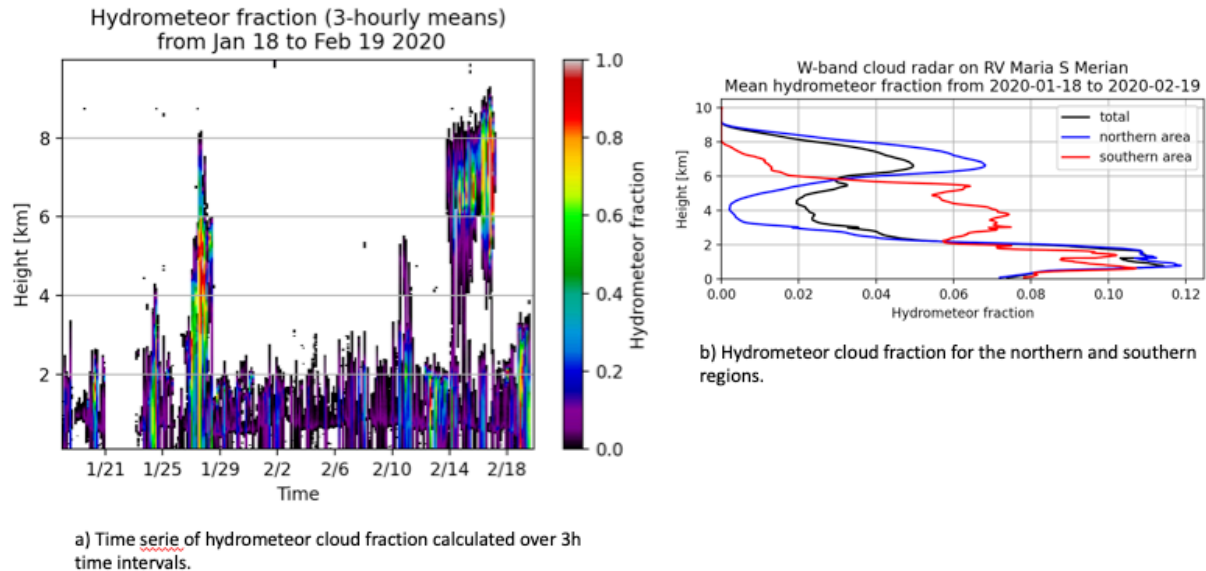 Hydrometeor fraction (3-hourly means)
from Jan 18 to Feb 19 2020
Height [km]
8
6
4
2
1/21 1/25 1/29 2/2 2/6 2/10 2/14 2/18
Time
1.0
0.8
0.6
0.4
0.2
0.0
Hydrometeor fraction
a) Time serie of hydrometeor cloud fraction calculated over 3h
time intervals.
W-band cloud radar on RV Maria S Merian
Mean hydrometeor fraction from 2020-01-18 to 2020-02-19
Height [km]
10
8
6
4
2
0
total
northern area
southern area
0.00 0.02 0.04 0.06 0.08 0.10 0.12
Hydrometeor fraction
b) Hydrometeor cloud fraction for the northern and southern
regions.